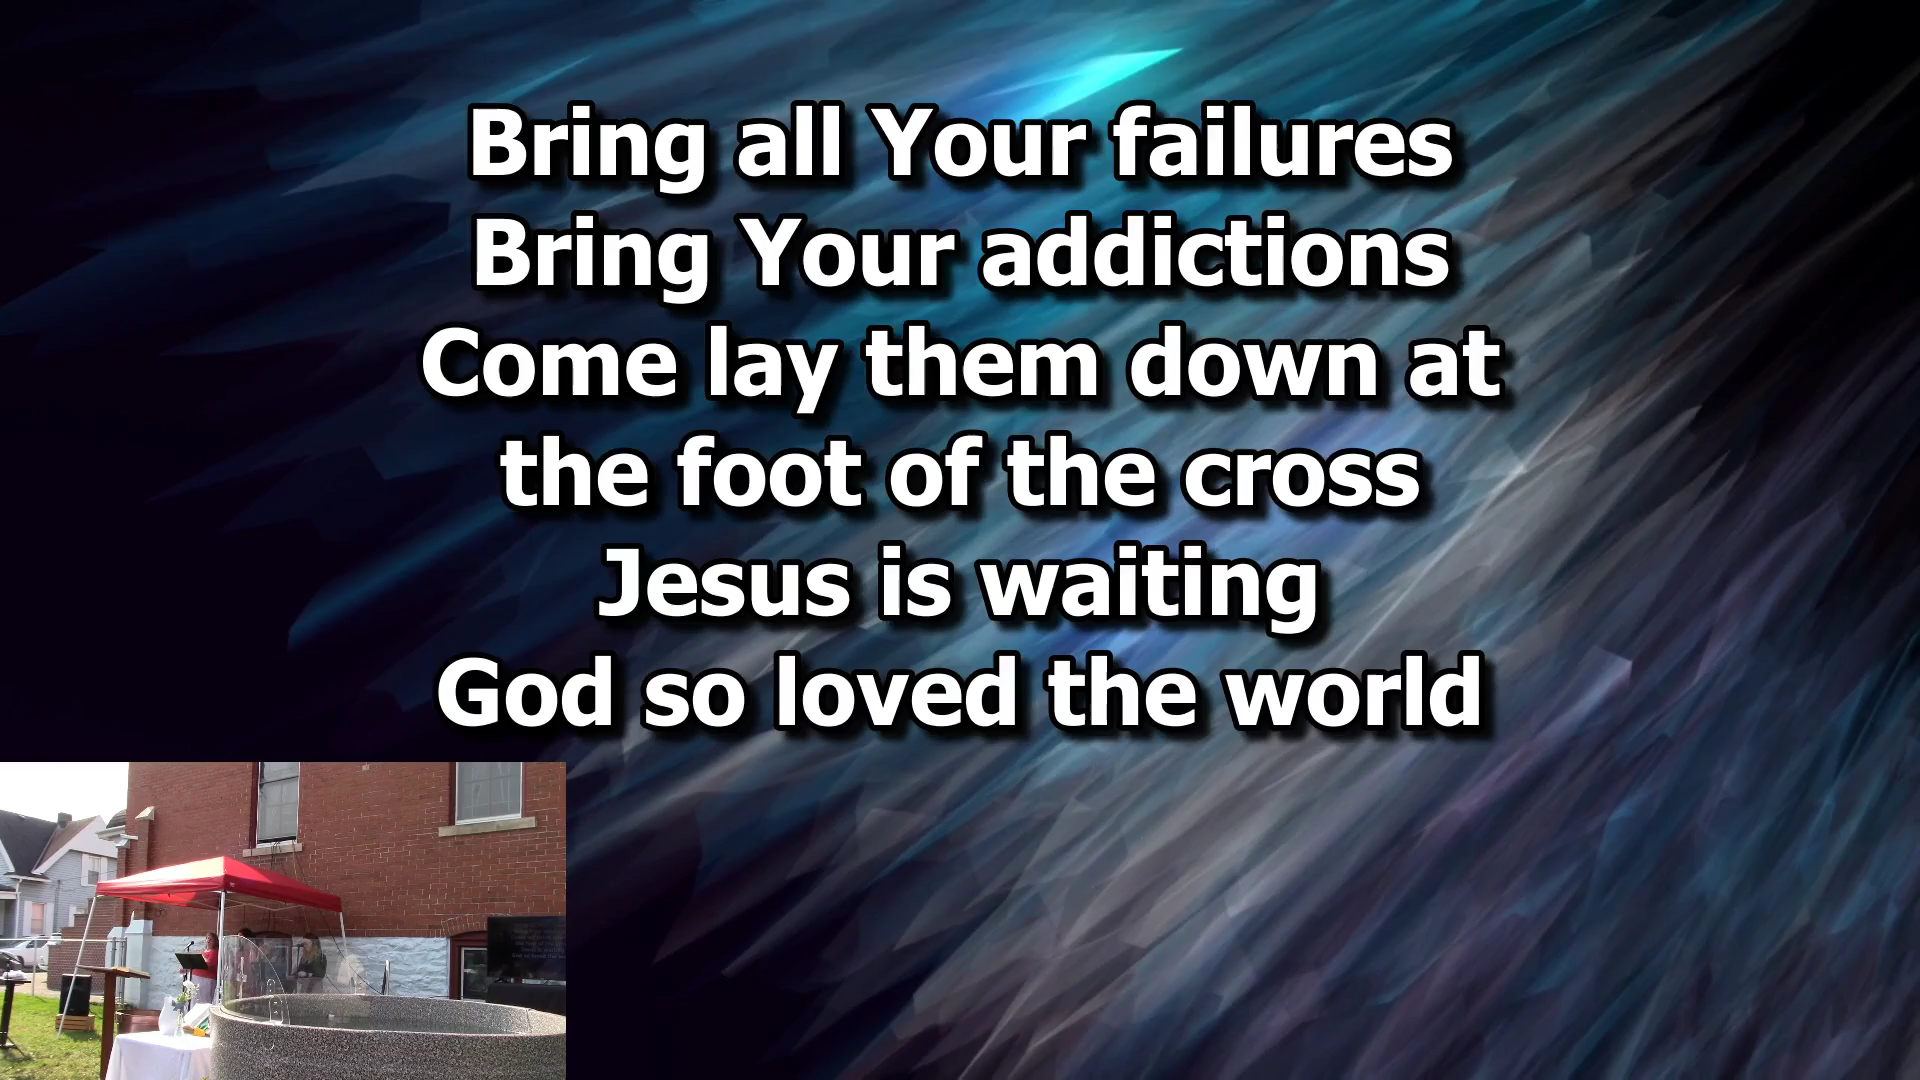 Bring all Your failures
Bring Your addictions
Come lay them down at
the foot of the cross
Jesus is waiting
God so loved the world